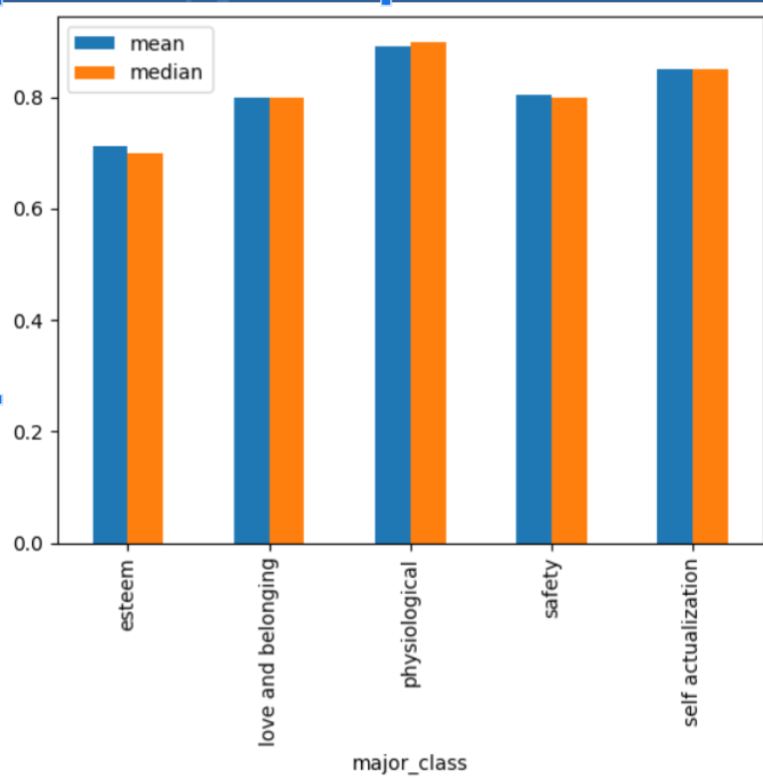 mean
median
0.8
0.6
0.4
0.2
0.0
esteem
love and belonging
physiological
safety
self actualization
major_class